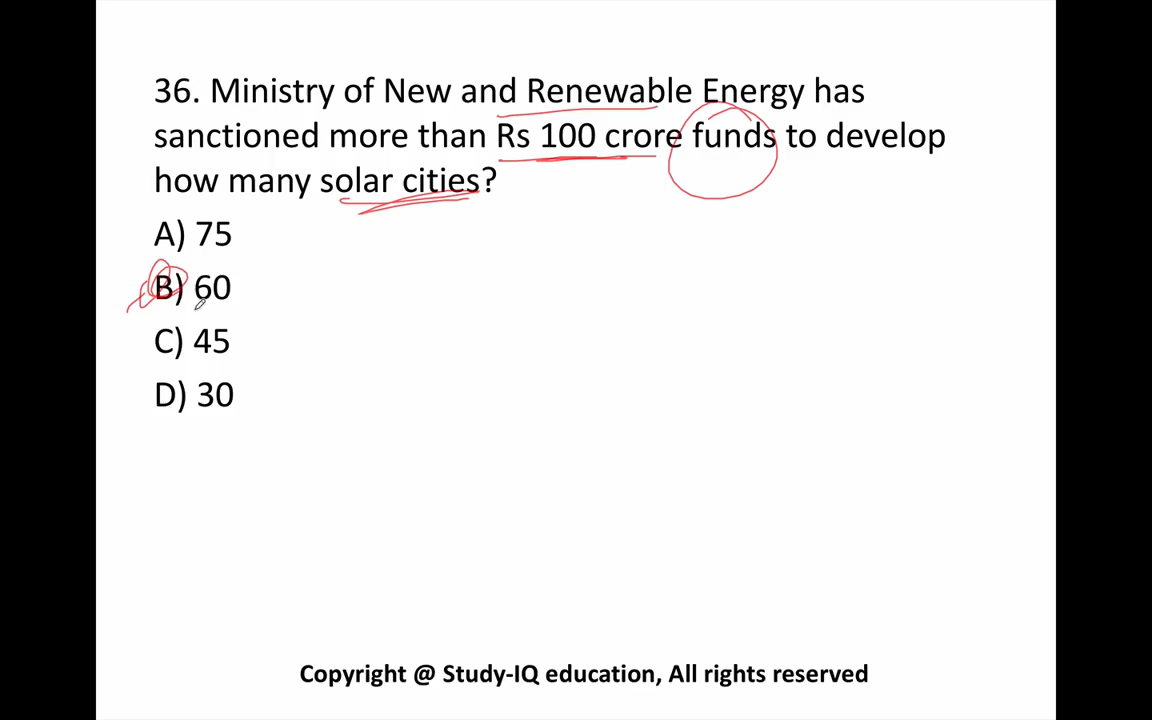 36. Ministry of New and Renewable Energy has
sanctioned more than Rs 100 crore funds to develop
how many solar cities?
A) 75
B) 60
C) 45
D) 30
Copyright @ Study-IQ education, All rights reserved